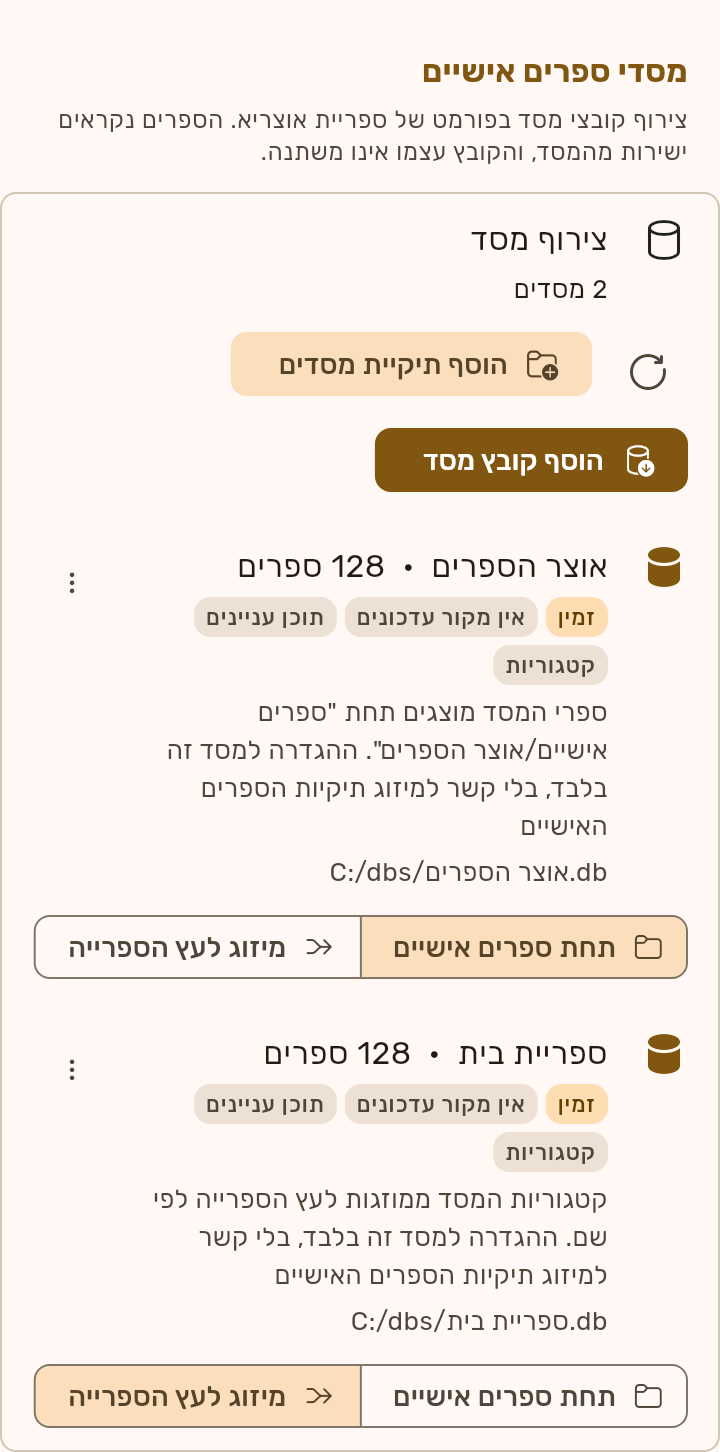 מסדי ספרים אישיים
צירוף קובצי מסד בפורמט של ספריית אוצריא. הספרים נקראים
ישירות מהמסד, והקובץ עצמו אינו משתנה.
צירוף מסד
2 מסדים
הוסף תיקיית מסדים
הוסף קובץ מסד
אוצר הספרים • 128 ספרים
זמין אין מקור עדכונים תוכן עניינים
קטגוריות
ספרי המסד מוצגים תחת "ספרים
אישיים/אוצר הספרים". ההגדרה למסד זה
בלבד, בלי קשר למיזוג תיקיות הספרים
האישיים
C:/dbs/אוצר הספרים.db
תחת ספרים אישיים מיזוג לעץ הספרייה
ספריית בית • 128 ספרים
זמין אין מקור עדכונים תוכן עניינים
קטגוריות
קטגוריות המסד ממוזגות לעץ הספרייה לפי
שם. ההגדרה למסד זה בלבד, בלי קשר
למיזוג תיקיות הספרים האישיים
C:/dbs/ספריית בית.db
תחת ספרים אישיים מיזוג לעץ הספרייה